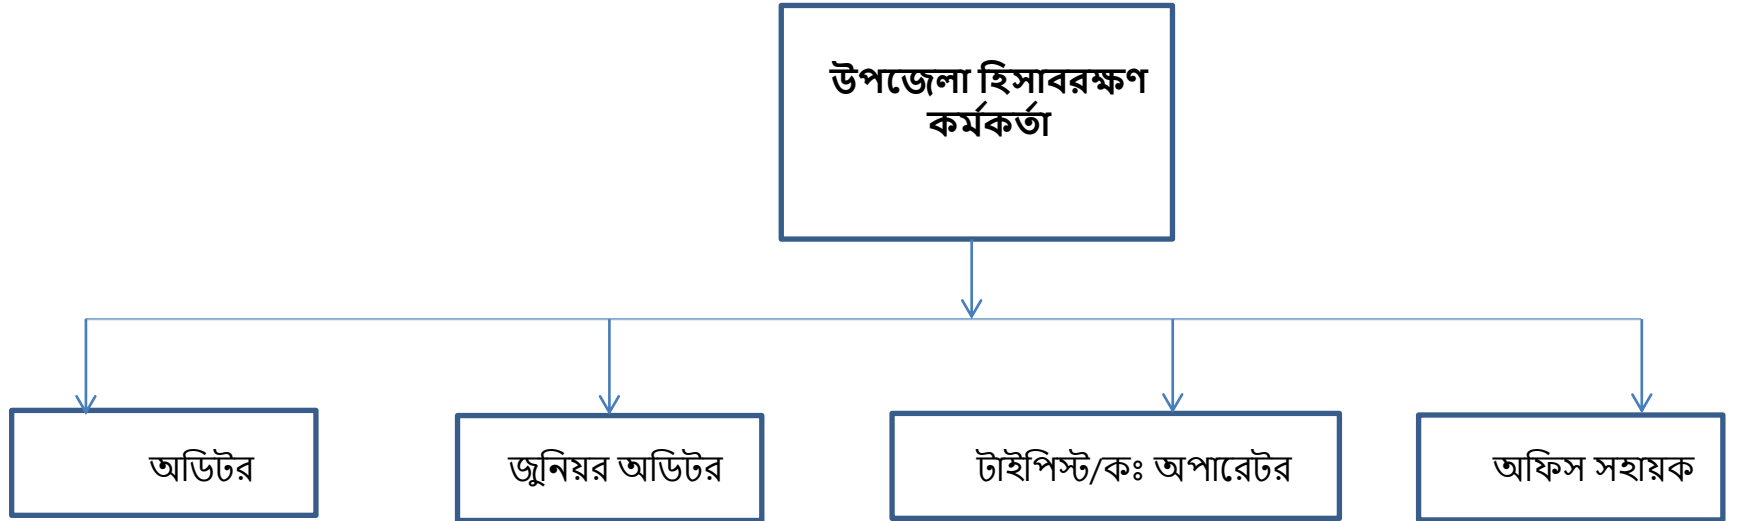 উপজেলা হিসাবরক্ষণ
কর্মকর্তা
অডিটর
জুনিয়র অডিটর
টাইপিস্ট/কঃ অপারেটর
অফিস সহায়ক